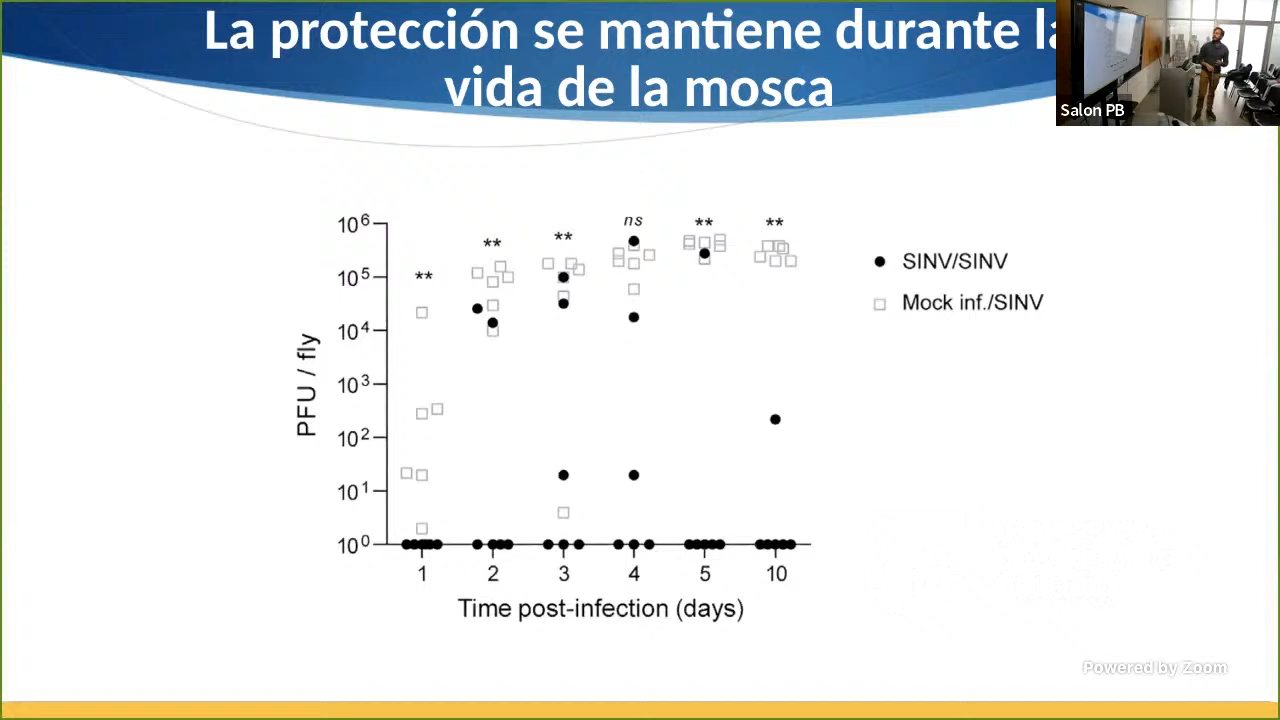 La protección se mantiene durante la
vida de la mosca
Salon PB
10⁶
10⁵
10⁴
10³
10²
10¹
10⁰
PFU / fly
**
**
**
ns
**
**
SINV/SINV
Mock inf./SINV
1 2 3 4 5 10
Time post-infection (days)
Powered by Zoom